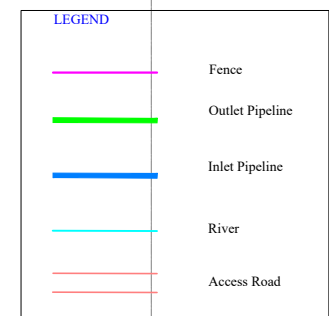 LEGEND
Fence
Outlet Pipeline
Inlet Pipeline
River
Access Road